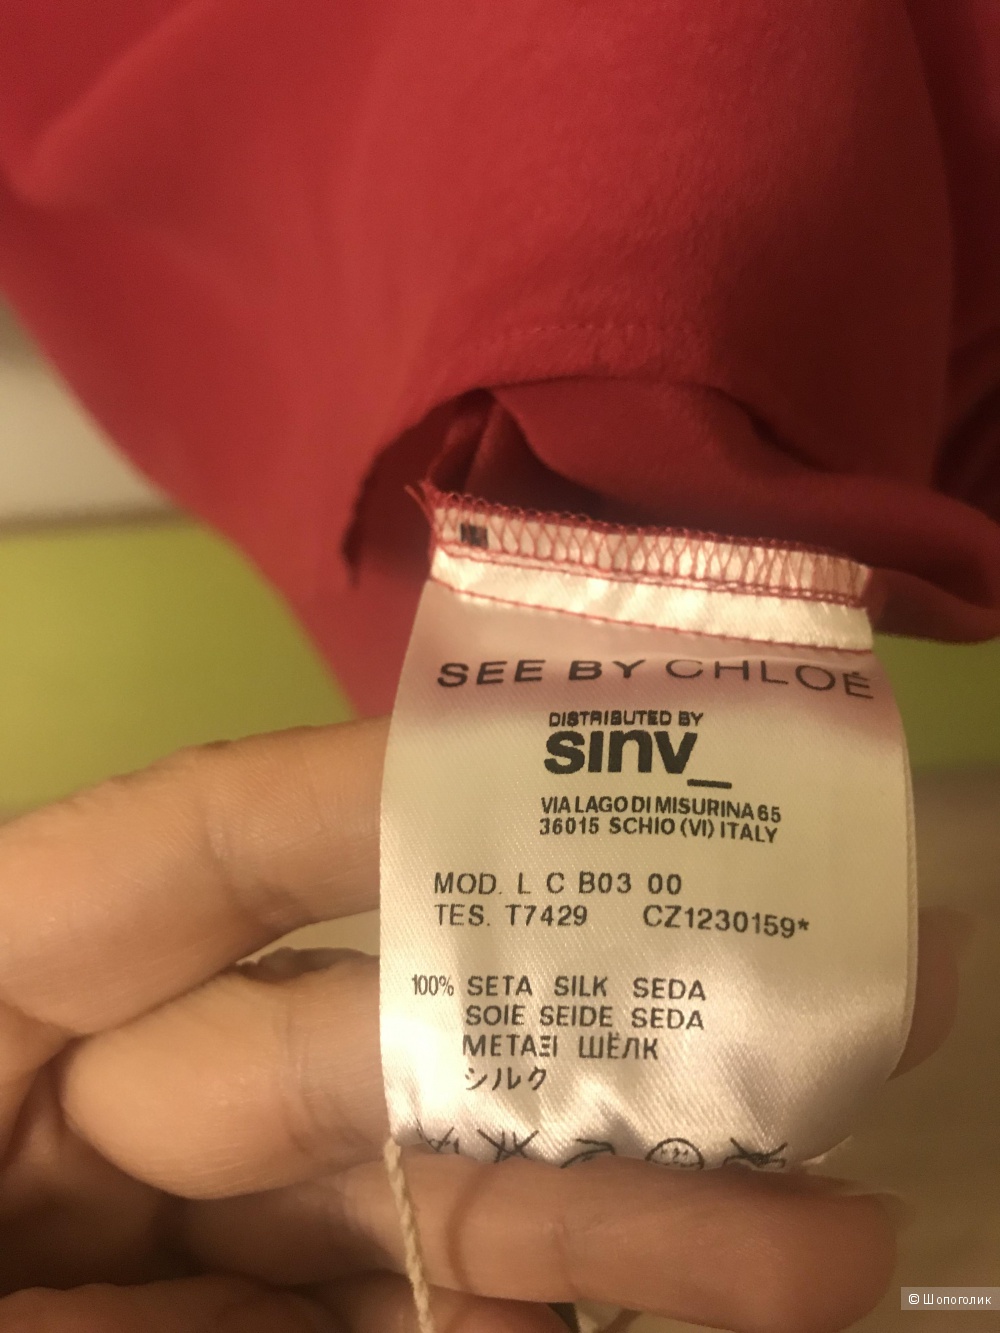 SEE BY CHLOÉ
DISTRIBUTED BY
sinv_
VIA LAGO DI MISURINA 65
36015 SCHIO (VI) ITALY
MOD. L C B03 00
TES. T7429 CZ1230159*
100% SETA SILK SEDA
SOIE SEIDE SEDA
ΜΕΤΑΞΙ ШЁЛК
シルク
© Шопоголик